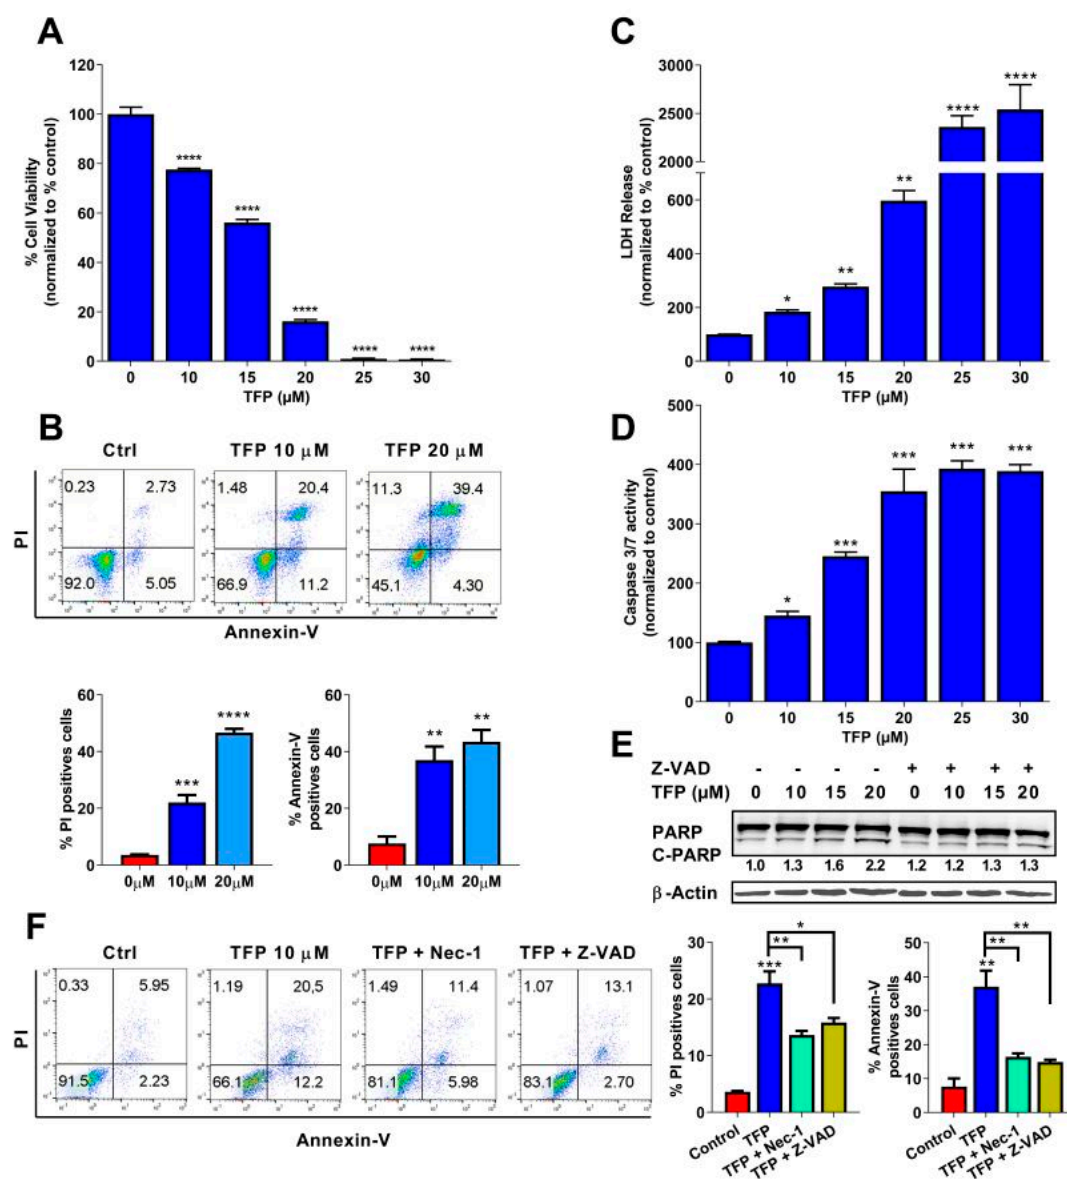 A
120
100
80
60
40
20
0
% Cell Viability
(normalized to % control)
****
****
****
****
****
0 10 15 20 25 30
TFP (µM)
B
Ctrl TFP 10 µM TFP 20 µM
PI
0.23 2.73
92.0 5.05
1.48 20.4
66.9 11.2
11.3 39.4
45.1 4.30
Annexin-V
60
40
20
0
% PI positives cells
***
****
0µM 10µM 20µM
60
40
20
0
% Annexin-V
positives cells
**
**
0µM 10µM 20µM
C
3000
2500
2000
600
400
200
0
LDH Release
(normalized to % control)
*
**
**
****
****
0 10 15 20 25 30
TFP (µM)
D
500
400
300
200
100
0
Caspase 3/7 activity
(normalized to control)
*
***
***
***
***
0 10 15 20 25 30
TFP (µM)
E
Z-VAD - - - - + + + +
TFP (µM) 0 10 15 20 0 10 15 20
PARP
C-PARP
1.0 1.3 1.6 2.2 1.2 1.2 1.3 1.3
β-Actin
F
Ctrl TFP 10 µM TFP + Nec-1 TFP + Z-VAD
PI
0.33 5.95
91.5 2.23
1.19 20,5
66.1 12.2
1.49 11.4
81.1 5.98
1.07 13.1
83.1 2.70
Annexin-V
30
20
10
0
% PI positives cells
***
**
*
Control
TFP
TFP + Nec-1
TFP + Z-VAD
50
40
30
20
10
0
% Annexin-V
positives cells
**
**
**
Control
TFP
TFP + Nec-1
TFP + Z-VAD